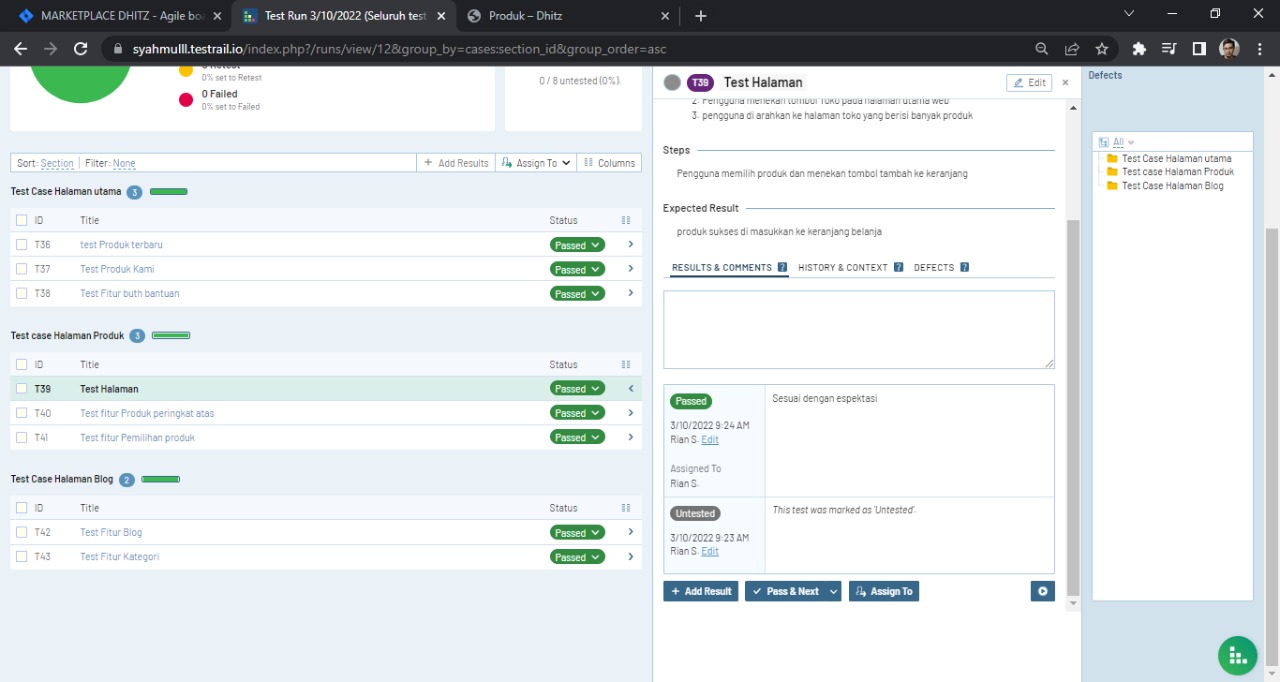 MARKETPLACE DHITZ - Agile boa
Test Run 3/10/2022 (Seluruh test
Produk – Dhitz
syahmulll.testrail.io/index.php?/runs/view/12&group_by=cases:section_id&group_order=asc
0% set to Retest
0 Failed
0% set to Failed
0 / 8 untested (0%).
Sort: Section Filter: None
+ Add Results
Assign To
Columns
Test Case Halaman utama 3
ID Title Status
T36 test Produk terbaru Passed
T37 Test Produk Kami Passed
T38 Test Fitur buth bantuan Passed
Test case Halaman Produk 3
ID Title Status
T39 Test Halaman Passed
T40 Test fitur Produk peringkat atas Passed
T41 Test fitur Pemilihan produk Passed
Test Case Halaman Blog 2
ID Title Status
T42 Test Fitur Blog Passed
T43 Test Fitur Kategori Passed
T39 Test Halaman
Edit
2. Pengguna menekan tombol Toko pada halaman utama web
3. pengguna di arahkan ke halaman toko yang berisi banyak produk
Steps
Pengguna memilih produk dan menekan tombol tambah ke keranjang
Expected Result
produk sukses di masukkan ke keranjang belanja
RESULTS & COMMENTS ? HISTORY & CONTEXT ? DEFECTS ?
Passed
3/10/2022 9:24 AM
Rian S. Edit
Assigned To
Rian S.
Sesuai dengan espektasi
Untested
3/10/2022 9:23 AM
Rian S. Edit
This test was marked as 'Untested'.
+ Add Result
Pass & Next
Assign To
Defects
All
Test Case Halaman utama
Test case Halaman Produk
Test Case Halaman Blog